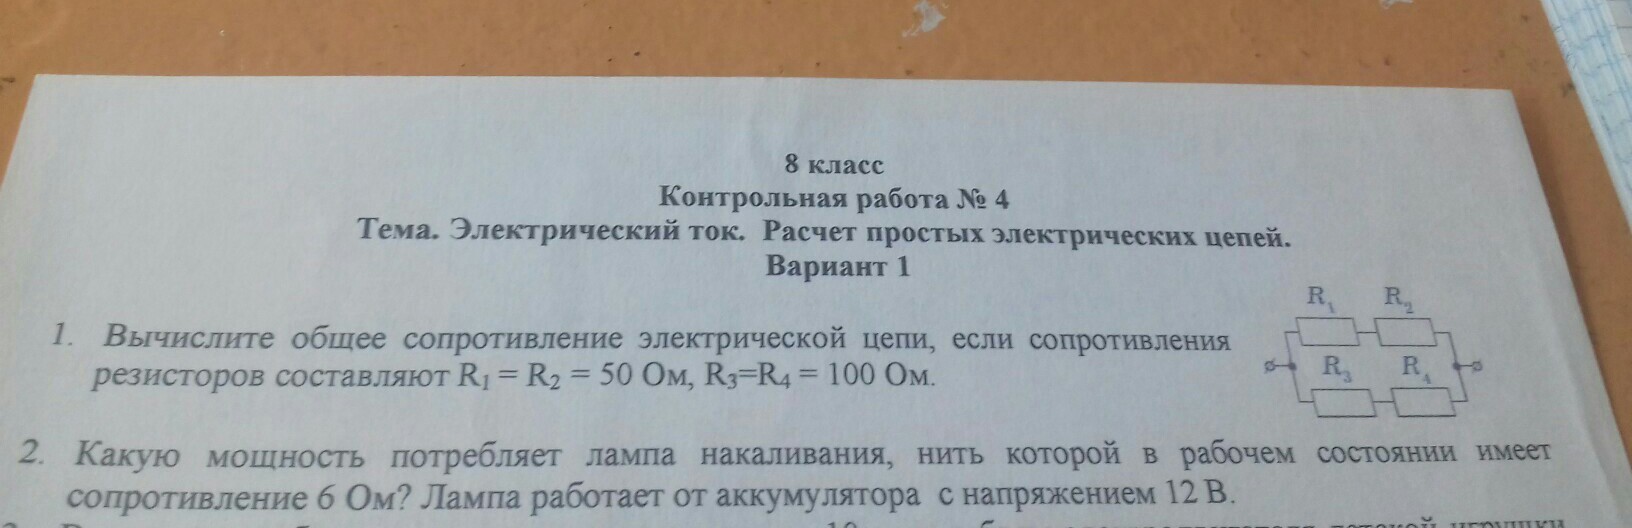 8 класс
Контрольная работа № 4
Тема. Электрический ток. Расчет простых электрических цепей.
Вариант 1
1. Вычислите общее сопротивление электрической цепи, если сопротивления
резисторов составляют R₁ = R₂ = 50 Ом, R₃=R₄ = 100 Ом.
R₁ R₂
R₃ R₄
2. Какую мощность потребляет лампа накаливания, нить которой в рабочем состоянии имеет
сопротивление 6 Ом? Лампа работает от аккумулятора с напряжением 12 В.